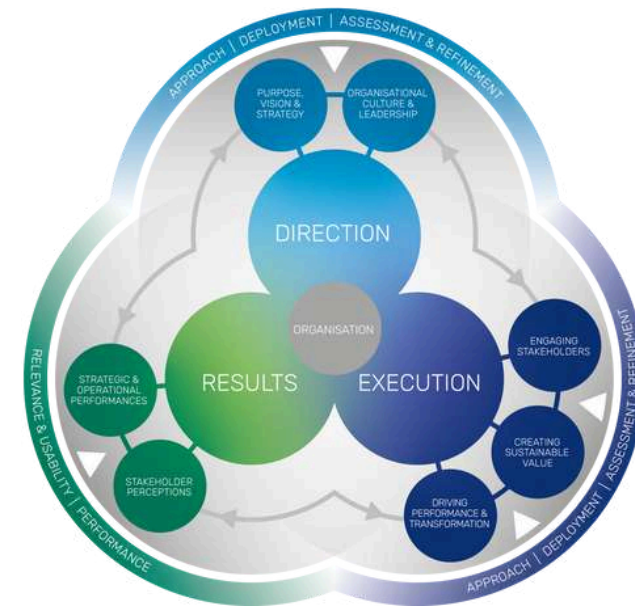 APPROACH | DEPLOYMENT | ASSESSMENT & REFINEMENT
PURPOSE,
VISION &
STRATEGY
ORGANISATIONAL
CULTURE &
LEADERSHIP
DIRECTION
ORGANISATION
RESULTS
EXECUTION
STRATEGIC &
OPERATIONAL
PERFORMANCES
STAKEHOLDER
PERCEPTIONS
ENGAGING
STAKEHOLDERS
CREATING
SUSTAINABLE
VALUE
DRIVING
PERFORMANCE &
TRANSFORMATION
RELEVANCE & USABILITY | PERFORMANCE
APPROACH | DEPLOYMENT | ASSESSMENT & REFINEMENT